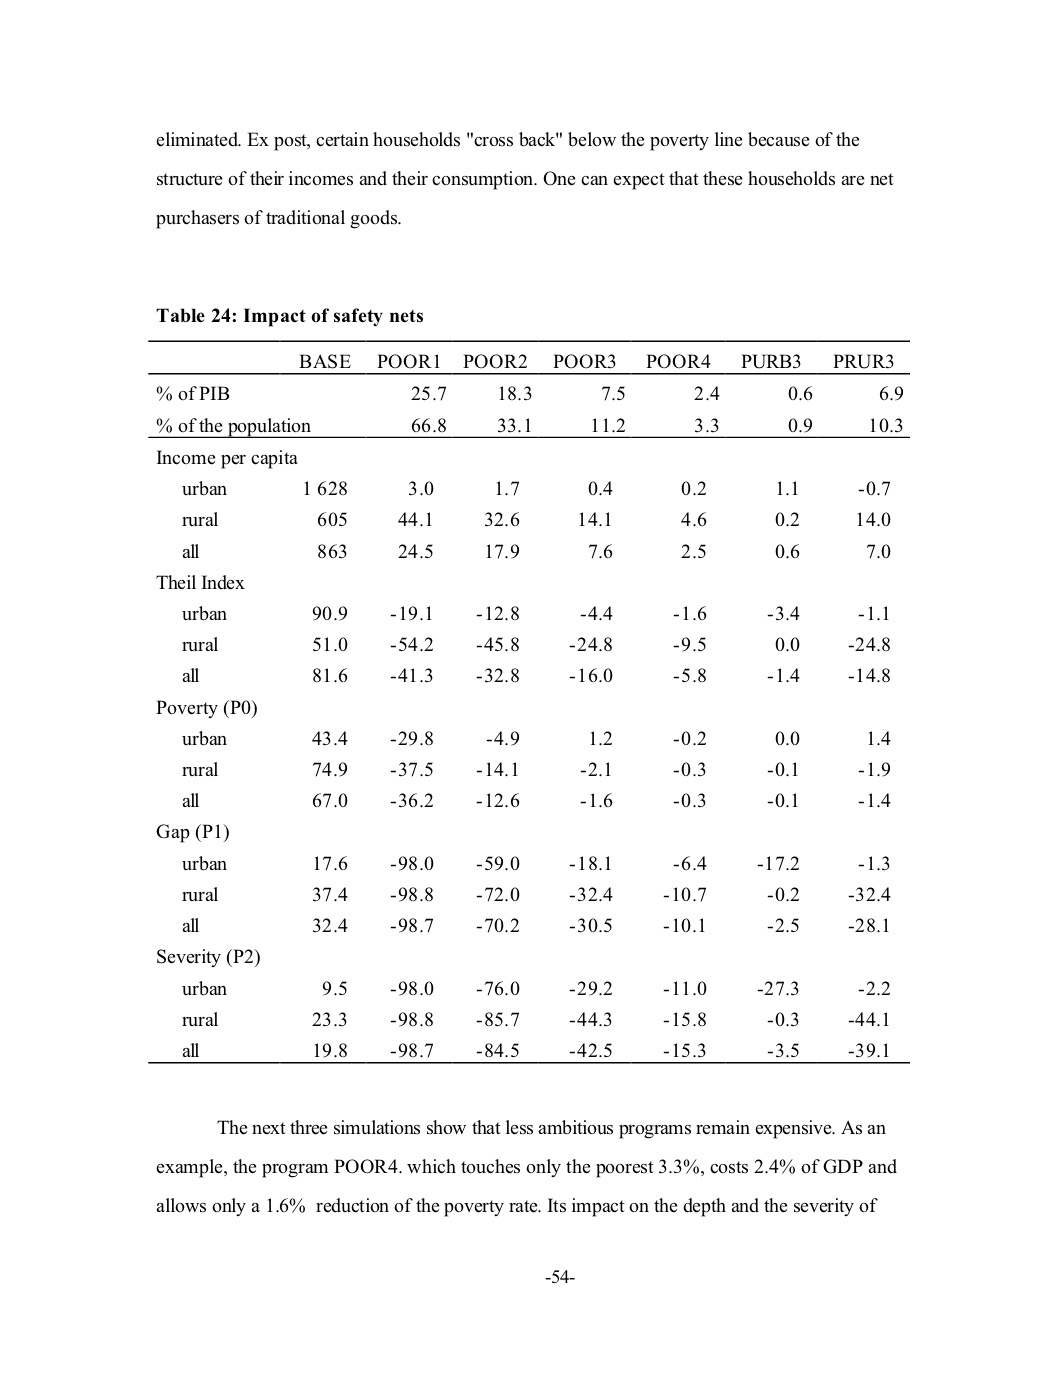 eliminated. Ex post, certain households "cross back" below the poverty line because of the
structure of their incomes and their consumption. One can expect that these households are net
purchasers of traditional goods.
Table 24: Impact of safety nets
BASE POOR1 POOR2 POOR3 POOR4 PURB3 PRUR3
% of PIB 25.7 18.3 7.5 2.4 0.6 6.9
% of the population 66.8 33.1 11.2 3.3 0.9 10.3
Income per capita
urban 1 628 3.0 1.7 0.4 0.2 1.1 -0.7
rural 605 44.1 32.6 14.1 4.6 0.2 14.0
all 863 24.5 17.9 7.6 2.5 0.6 7.0
Theil Index
urban 90.9 -19.1 -12.8 -4.4 -1.6 -3.4 -1.1
rural 51.0 -54.2 -45.8 -24.8 -9.5 0.0 -24.8
all 81.6 -41.3 -32.8 -16.0 -5.8 -1.4 -14.8
Poverty (P0)
urban 43.4 -29.8 -4.9 1.2 -0.2 0.0 1.4
rural 74.9 -37.5 -14.1 -2.1 -0.3 -0.1 -1.9
all 67.0 -36.2 -12.6 -1.6 -0.3 -0.1 -1.4
Gap (P1)
urban 17.6 -98.0 -59.0 -18.1 -6.4 -17.2 -1.3
rural 37.4 -98.8 -72.0 -32.4 -10.7 -0.2 -32.4
all 32.4 -98.7 -70.2 -30.5 -10.1 -2.5 -28.1
Severity (P2)
urban 9.5 -98.0 -76.0 -29.2 -11.0 -27.3 -2.2
rural 23.3 -98.8 -85.7 -44.3 -15.8 -0.3 -44.1
all 19.8 -98.7 -84.5 -42.5 -15.3 -3.5 -39.1
The next three simulations show that less ambitious programs remain expensive. As an
example, the program POOR4. which touches only the poorest 3.3%, costs 2.4% of GDP and
allows only a 1.6%  reduction of the poverty rate. Its impact on the depth and the severity of
-54-